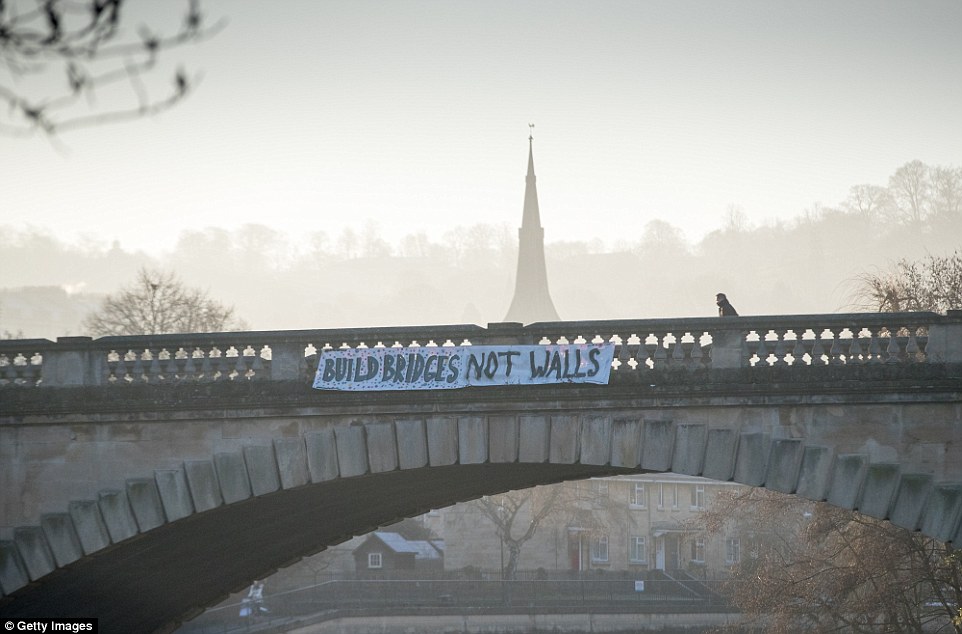 BUILD BRIDGES NOT WALLS
© Getty Images